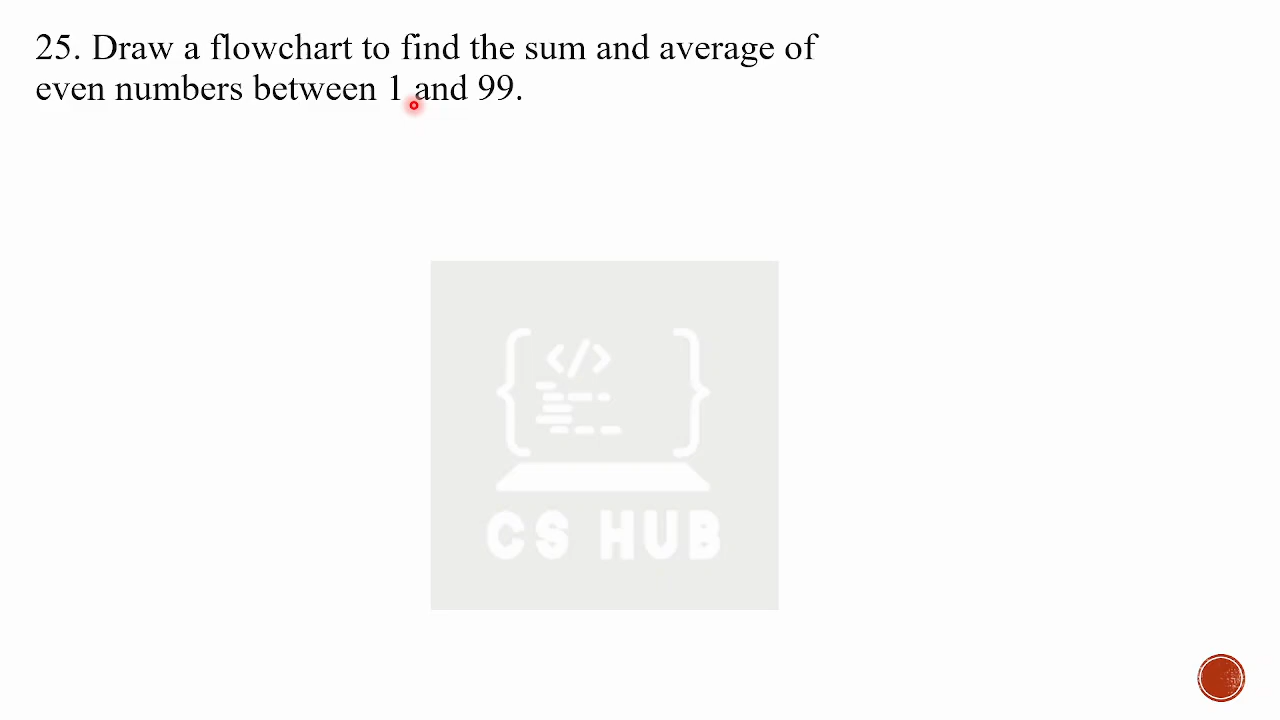 25. Draw a flowchart to find the sum and average of
even numbers between 1 and 99.
</>
CS HUB